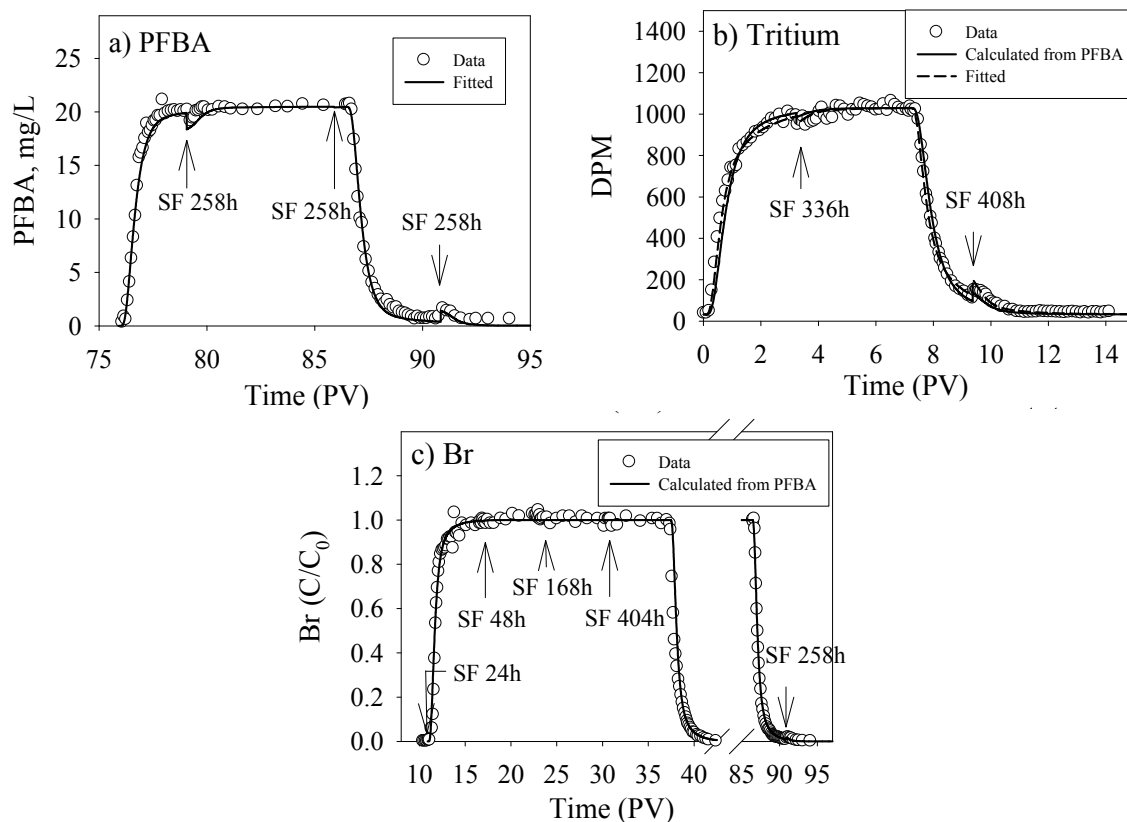 a) PFBA
Data
Fitted
25
20
15
10
5
0
PFBA, mg/L
SF 258h
SF 258h
SF 258h
75 80 85 90 95
Time (PV)
b) Tritium
Data
Calculated from PFBA
Fitted
1400
1200
1000
800
600
400
200
0
DPM
SF 336h
SF 408h
0 2 4 6 8 10 12 14
Time (PV)
c) Br
Data
Calculated from PFBA
1.2
1.0
0.8
0.6
0.4
0.2
0.0
Br (C/C0)
SF 48h
SF 168h
SF 404h
SF 24h
SF 258h
10 15 20 25 30 35 40 85 90 95
Time (PV)